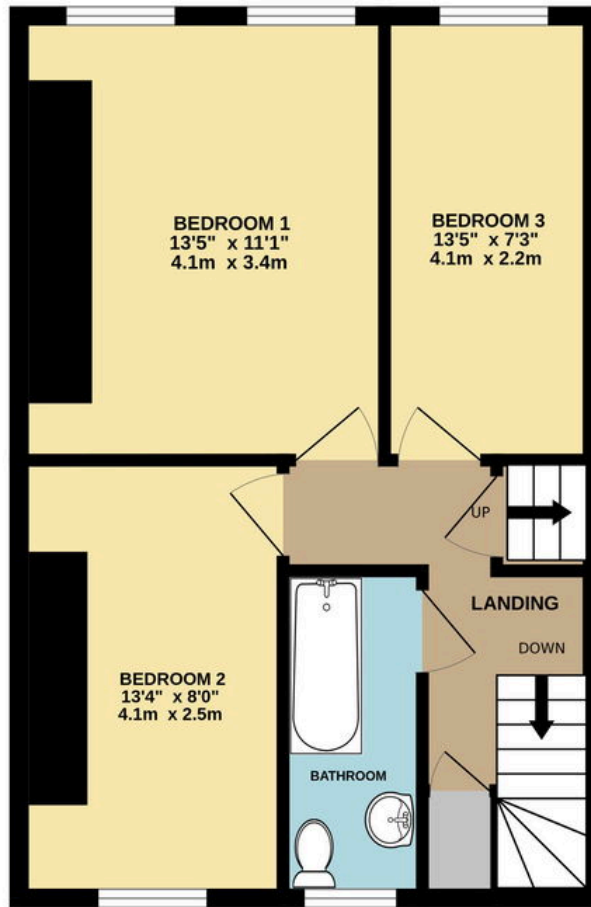 BEDROOM 1
13'5" x 11'1"
4.1m x 3.4m
BEDROOM 3
13'5" x 7'3"
4.1m x 2.2m
UP
LANDING
DOWN
BEDROOM 2
13'4" x 8'0"
4.1m x 2.5m
BATHROOM